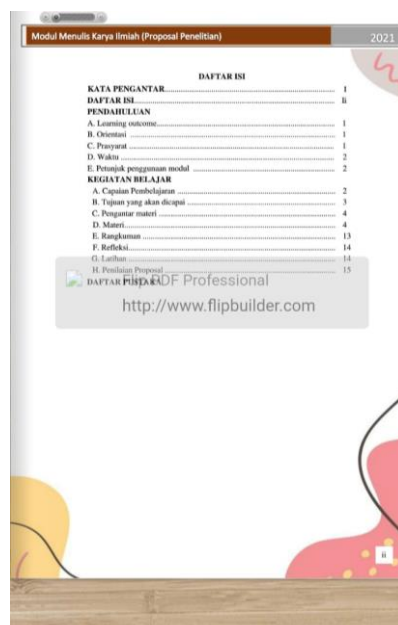 Modul Menulis Karya Ilmiah (Proposal Penelitian) 2021
DAFTAR ISI
KATA PENGANTAR I
DAFTAR ISI Ii
PENDAHULUAN
A. Learning outcome 1
B. Orientasi 1
C. Prasyarat 1
D. Waktu 2
E. Petunjuk penggunaan modul 2
KEGIATAN BELAJAR
A. Capaian Pembelajaran 2
B. Tujuan yang akan dicapai 3
C. Pengantar materi 4
D. Materi 4
E. Rangkuman 13
F. Refleksi 14
G. Latihan 14
H. Penilaian Proposal 15
DAFTAR PUSTAKA
Flip PDF Professional
http://www.flipbuilder.com
ii